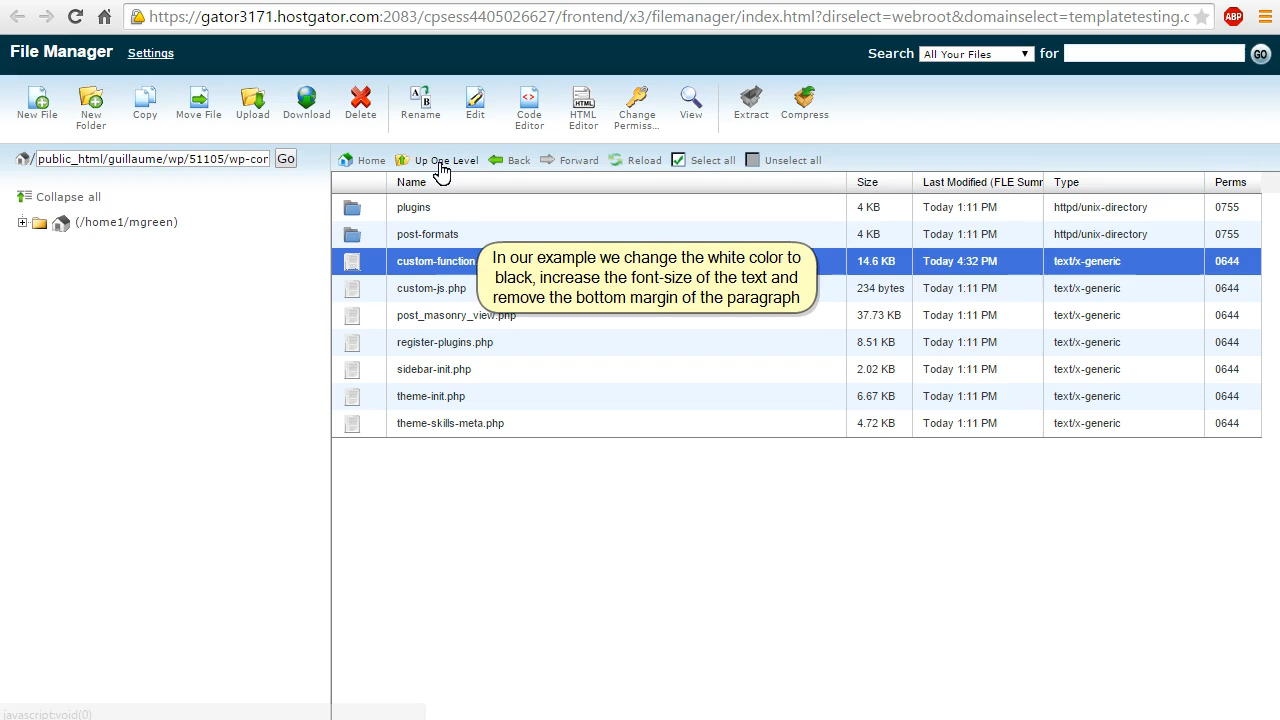 https://gator3171.hostgator.com:2083/cpsess4405026627/frontend/x3/filemanager/index.html?dirselect=webroot&domainselect=templatetesting.c
ABP
File Manager Settings Search All Your Files for GO
New File New Folder Copy Move File Upload Download Delete Rename Edit Code Editor HTML Editor Change Permiss... View Extract Compress
/ public_html/guillaume/wp/51105/wp-cor Go Home Up One Level Back Forward Reload Select all Unselect all
Collapse all
(/home1/mgreen)
Name Size Last Modified (FLE Summ Type Perms
plugins 4 KB Today 1:11 PM httpd/unix-directory 0755
post-formats 4 KB Today 1:11 PM httpd/unix-directory 0755
custom-function 14.6 KB Today 4:32 PM text/x-generic 0644
custom-js.php 234 bytes Today 1:11 PM text/x-generic 0644
post_masonry_view.php 37.73 KB Today 1:11 PM text/x-generic 0644
register-plugins.php 8.51 KB Today 1:11 PM text/x-generic 0644
sidebar-init.php 2.02 KB Today 1:11 PM text/x-generic 0644
theme-init.php 6.67 KB Today 1:11 PM text/x-generic 0644
theme-skills-meta.php 4.72 KB Today 1:11 PM text/x-generic 0644
In our example we change the white color to
black, increase the font-size of the text and
remove the bottom margin of the paragraph
javascript:void(0)